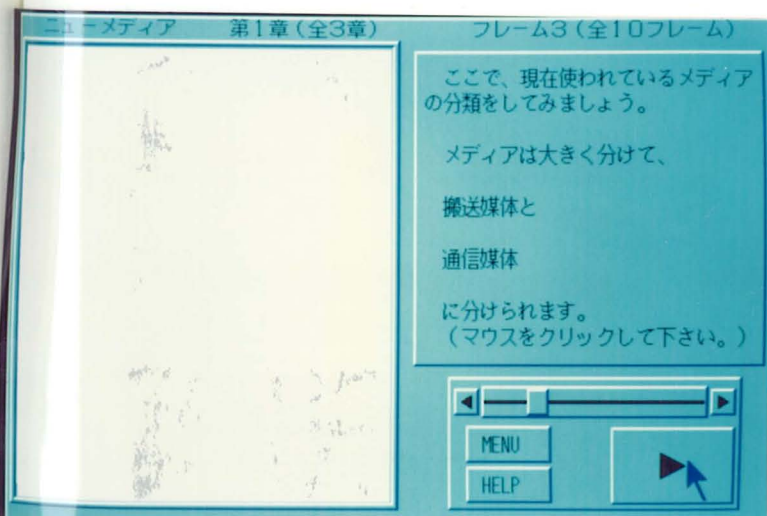 ニューメディア 第1章(全3章) フレーム3(全10フレーム)
ここで、現在使われているメディア
の分類をしてみましょう。
メディアは大きく分けて、
搬送媒体と
通信媒体
に分けられます。
(マウスをクリックして下さい。)
MENU
HELP